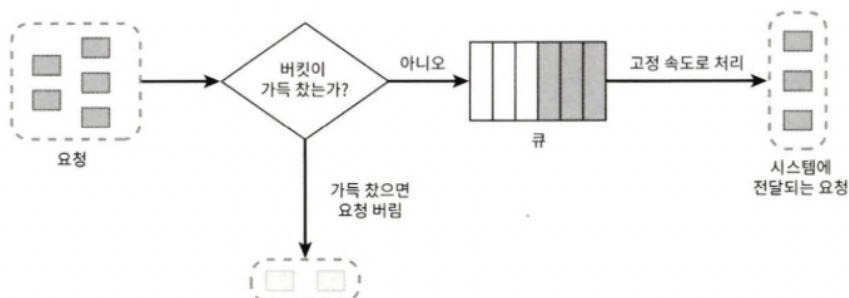 버킷이
가득 찼는가?
아니오
고정 속도로 처리
요청
큐
시스템에
전달되는 요청
가득 찼으면
요청 버림